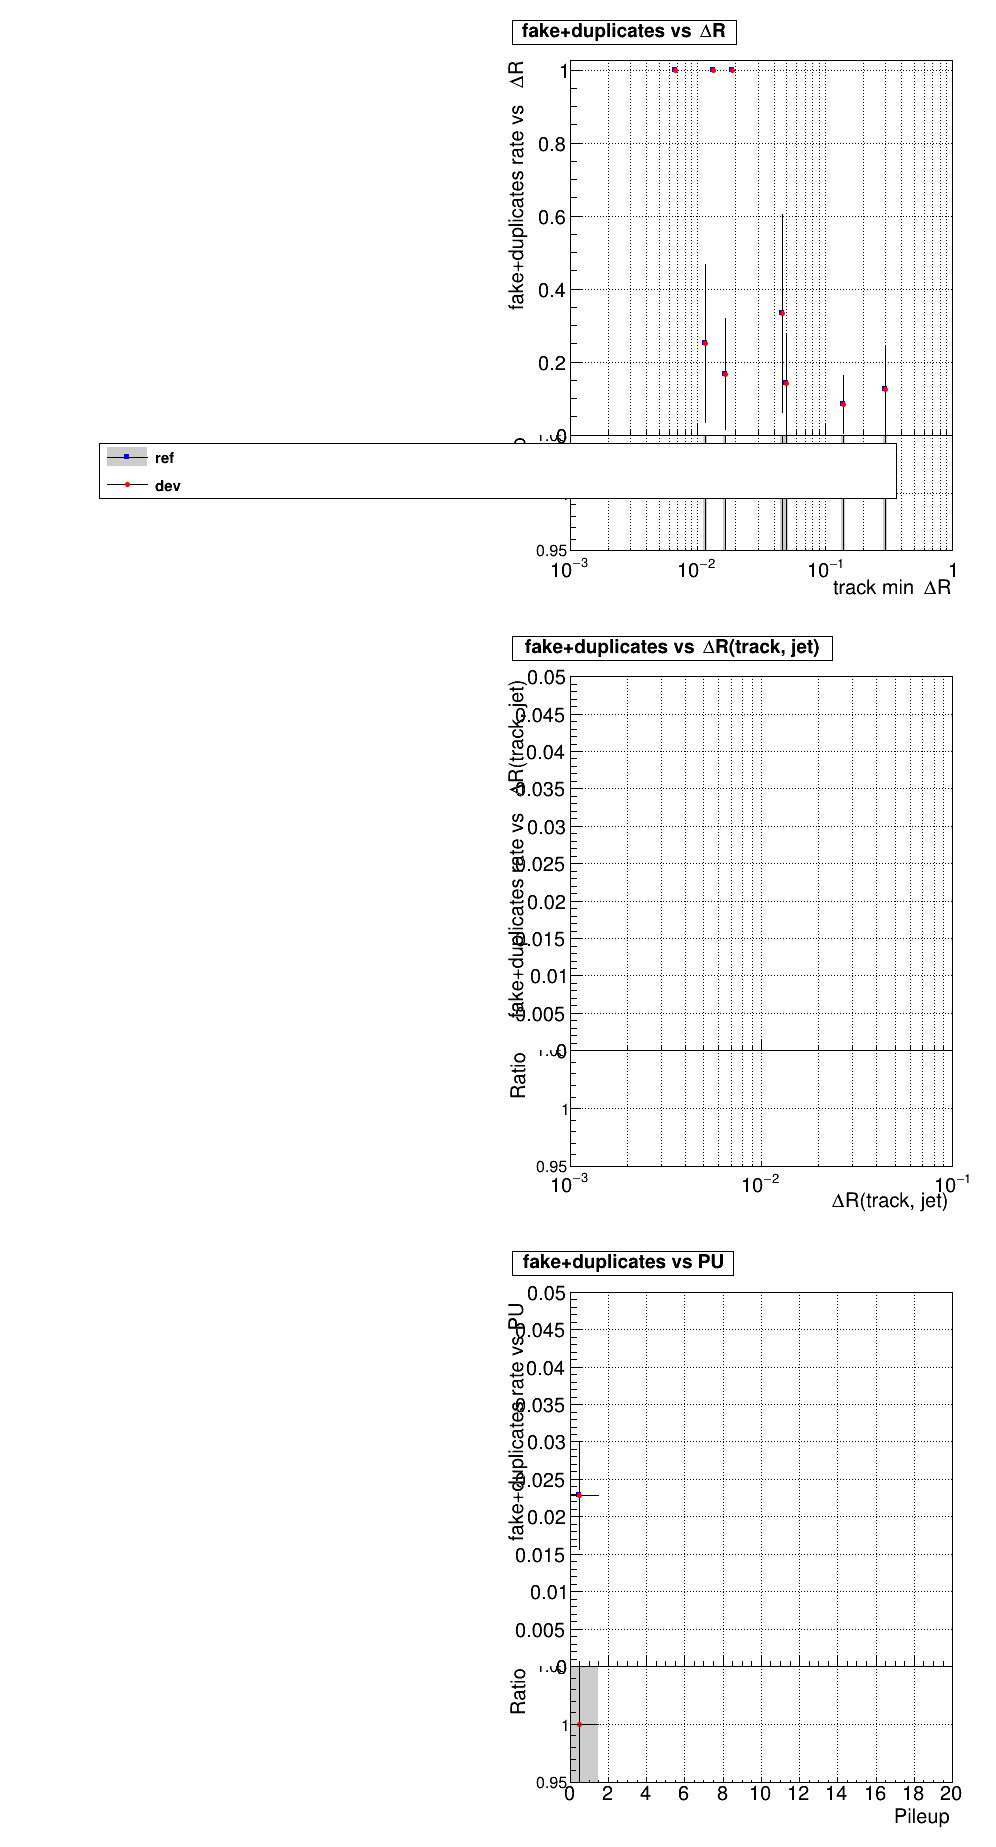 fake+duplicates vs ΔR
fake+duplicates rate vs ΔR
1
0.8
0.6
0.4
0.2
0
ref
dev
0.95
10−3 10−2 10−1 1
track min ΔR
fake+duplicates vs ΔR(track, jet)
fake+duplicates rate vs ΔR(track, jet)
0.05
0.045
0.04
0.035
0.03
0.025
0.02
0.015
0.01
0.005
0
Ratio
1
0.95
10−3 10−2 10−1
ΔR(track, jet)
fake+duplicates vs PU
fake+duplicates rate vs PU
0.05
0.045
0.04
0.035
0.03
0.025
0.02
0.015
0.01
0.005
0
Ratio
1
0.95
0 2 4 6 8 10 12 14 16 18 20
Pileup